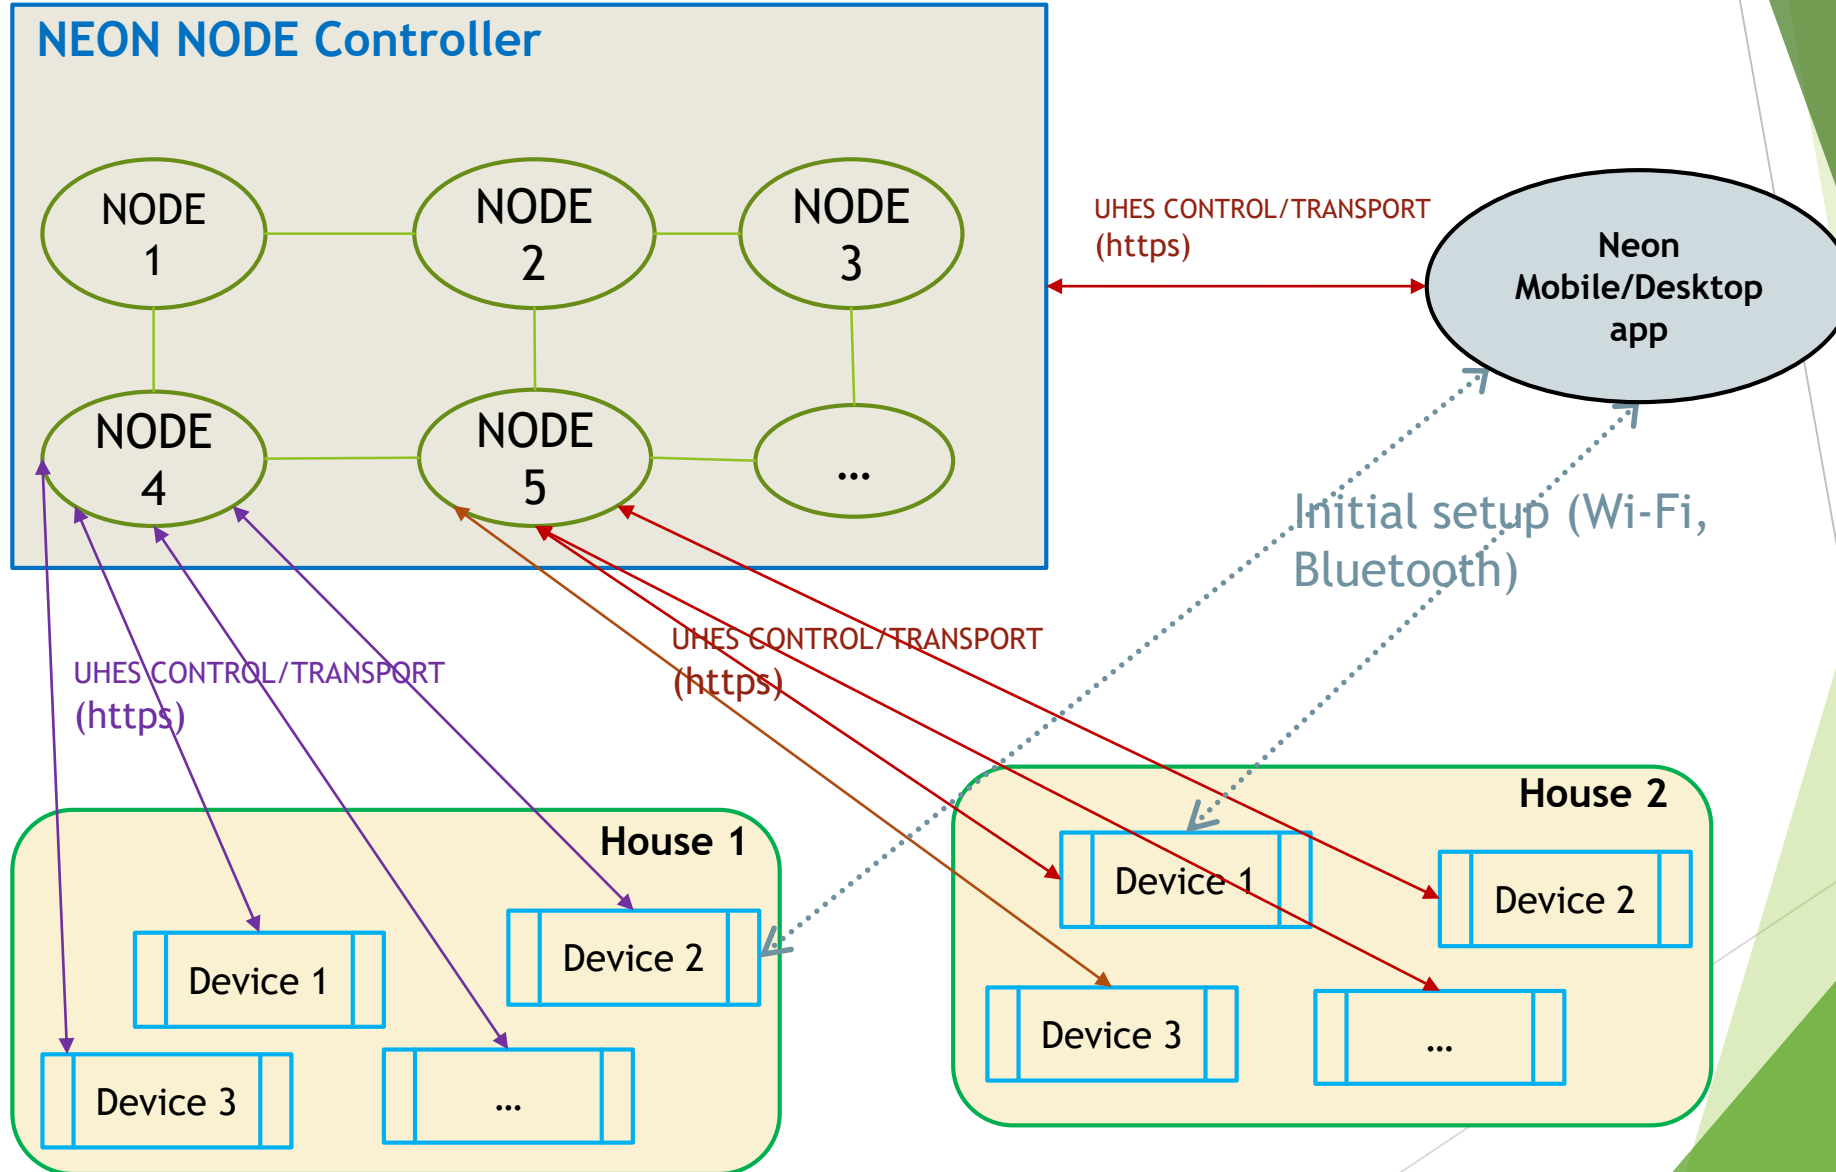 NEON NODE Controller
NODE
1
NODE
2
NODE
3
UHES CONTROL/TRANSPORT
(https)
Neon
Mobile/Desktop
app
NODE
4
NODE
5
...
Initial setup (Wi-Fi,
Bluetooth)
UHES CONTROL/TRANSPORT
(https)
UHES CONTROL/TRANSPORT
(https)
House 1
Device 1
Device 2
Device 3
...
House 2
Device 1
Device 2
Device 3
...